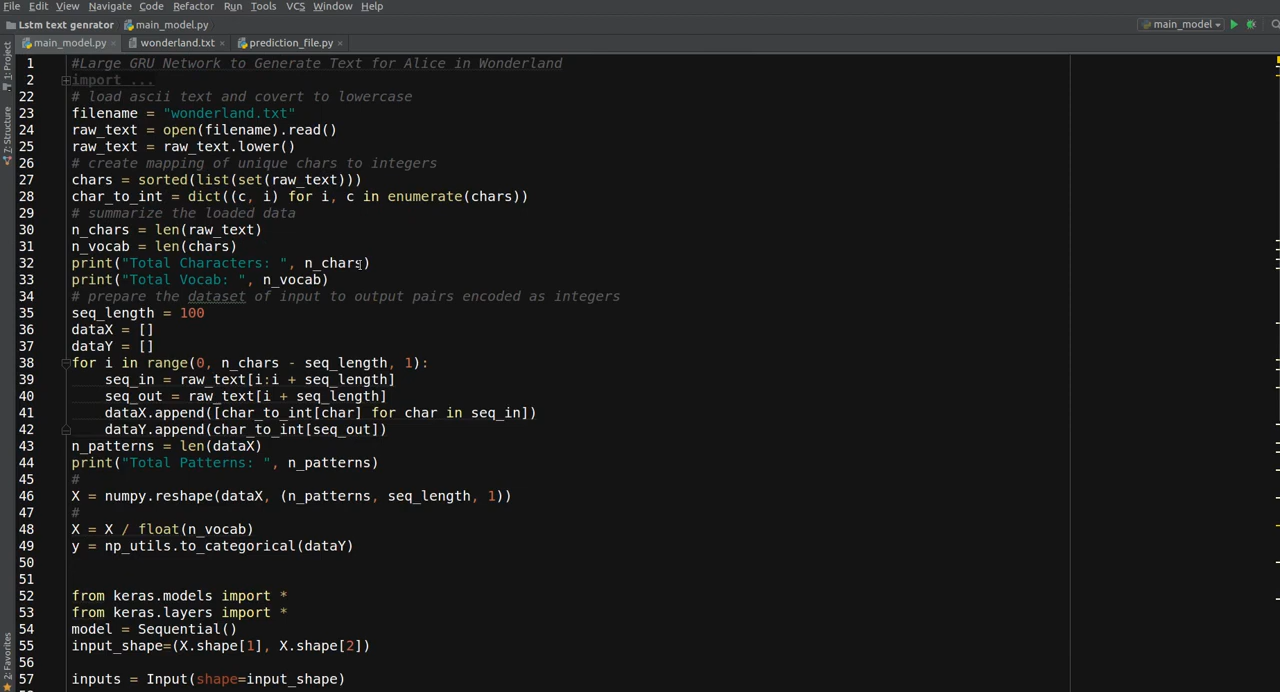 File Edit View Navigate Code Refactor Run Tools VCS Window Help
Lstm text genrator main_model.py main_model
main_model.py wonderland.txt prediction_file.py
1: Project
7: Structure
2: Favorites
1 #Large GRU Network to Generate Text for Alice in Wonderland
2 import ...
22 # load ascii text and covert to lowercase
23 filename = "wonderland.txt"
24 raw_text = open(filename).read()
25 raw_text = raw_text.lower()
26 # create mapping of unique chars to integers
27 chars = sorted(list(set(raw_text)))
28 char_to_int = dict((c, i) for i, c in enumerate(chars))
29 # summarize the loaded data
30 n_chars = len(raw_text)
31 n_vocab = len(chars)
32 print("Total Characters: ", n_chars)
33 print("Total Vocab: ", n_vocab)
34 # prepare the dataset of input to output pairs encoded as integers
35 seq_length = 100
36 dataX = []
37 dataY = []
38 for i in range(0, n_chars - seq_length, 1):
39     seq_in = raw_text[i:i + seq_length]
40     seq_out = raw_text[i + seq_length]
41     dataX.append([char_to_int[char] for char in seq_in])
42     dataY.append(char_to_int[seq_out])
43 n_patterns = len(dataX)
44 print("Total Patterns: ", n_patterns)
45 #
46 X = numpy.reshape(dataX, (n_patterns, seq_length, 1))
47 #
48 X = X / float(n_vocab)
49 y = np_utils.to_categorical(dataY)
50
51
52 from keras.models import *
53 from keras.layers import *
54 model = Sequential()
55 input_shape=(X.shape[1], X.shape[2])
56
57 inputs = Input(shape=input_shape)